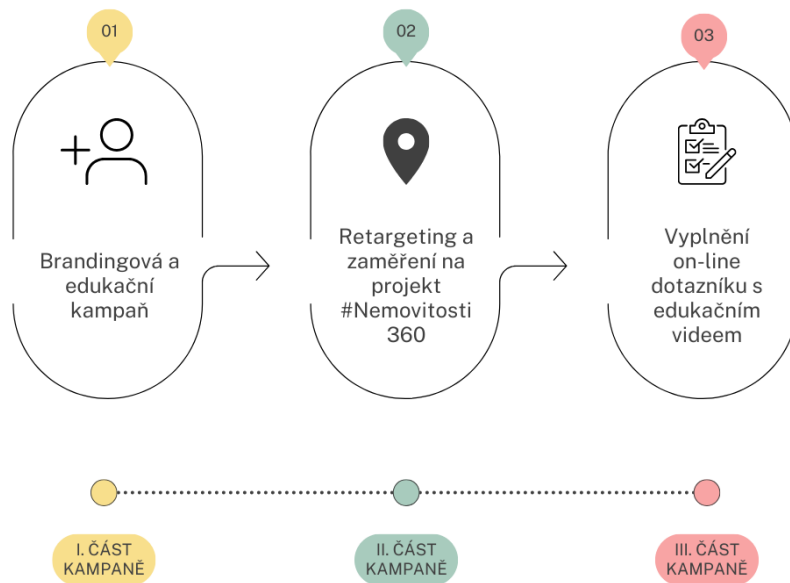 01
02
03
Brandingová a
edukační
kampaň
Retargeting a
zaměření na
projekt
#Nemovitosti
360
Vyplnění
on-line
dotazníku s
edukačním
videem
I. ČÁST
KAMPANĚ
II. ČÁST
KAMPANĚ
III. ČÁST
KAMPANĚ